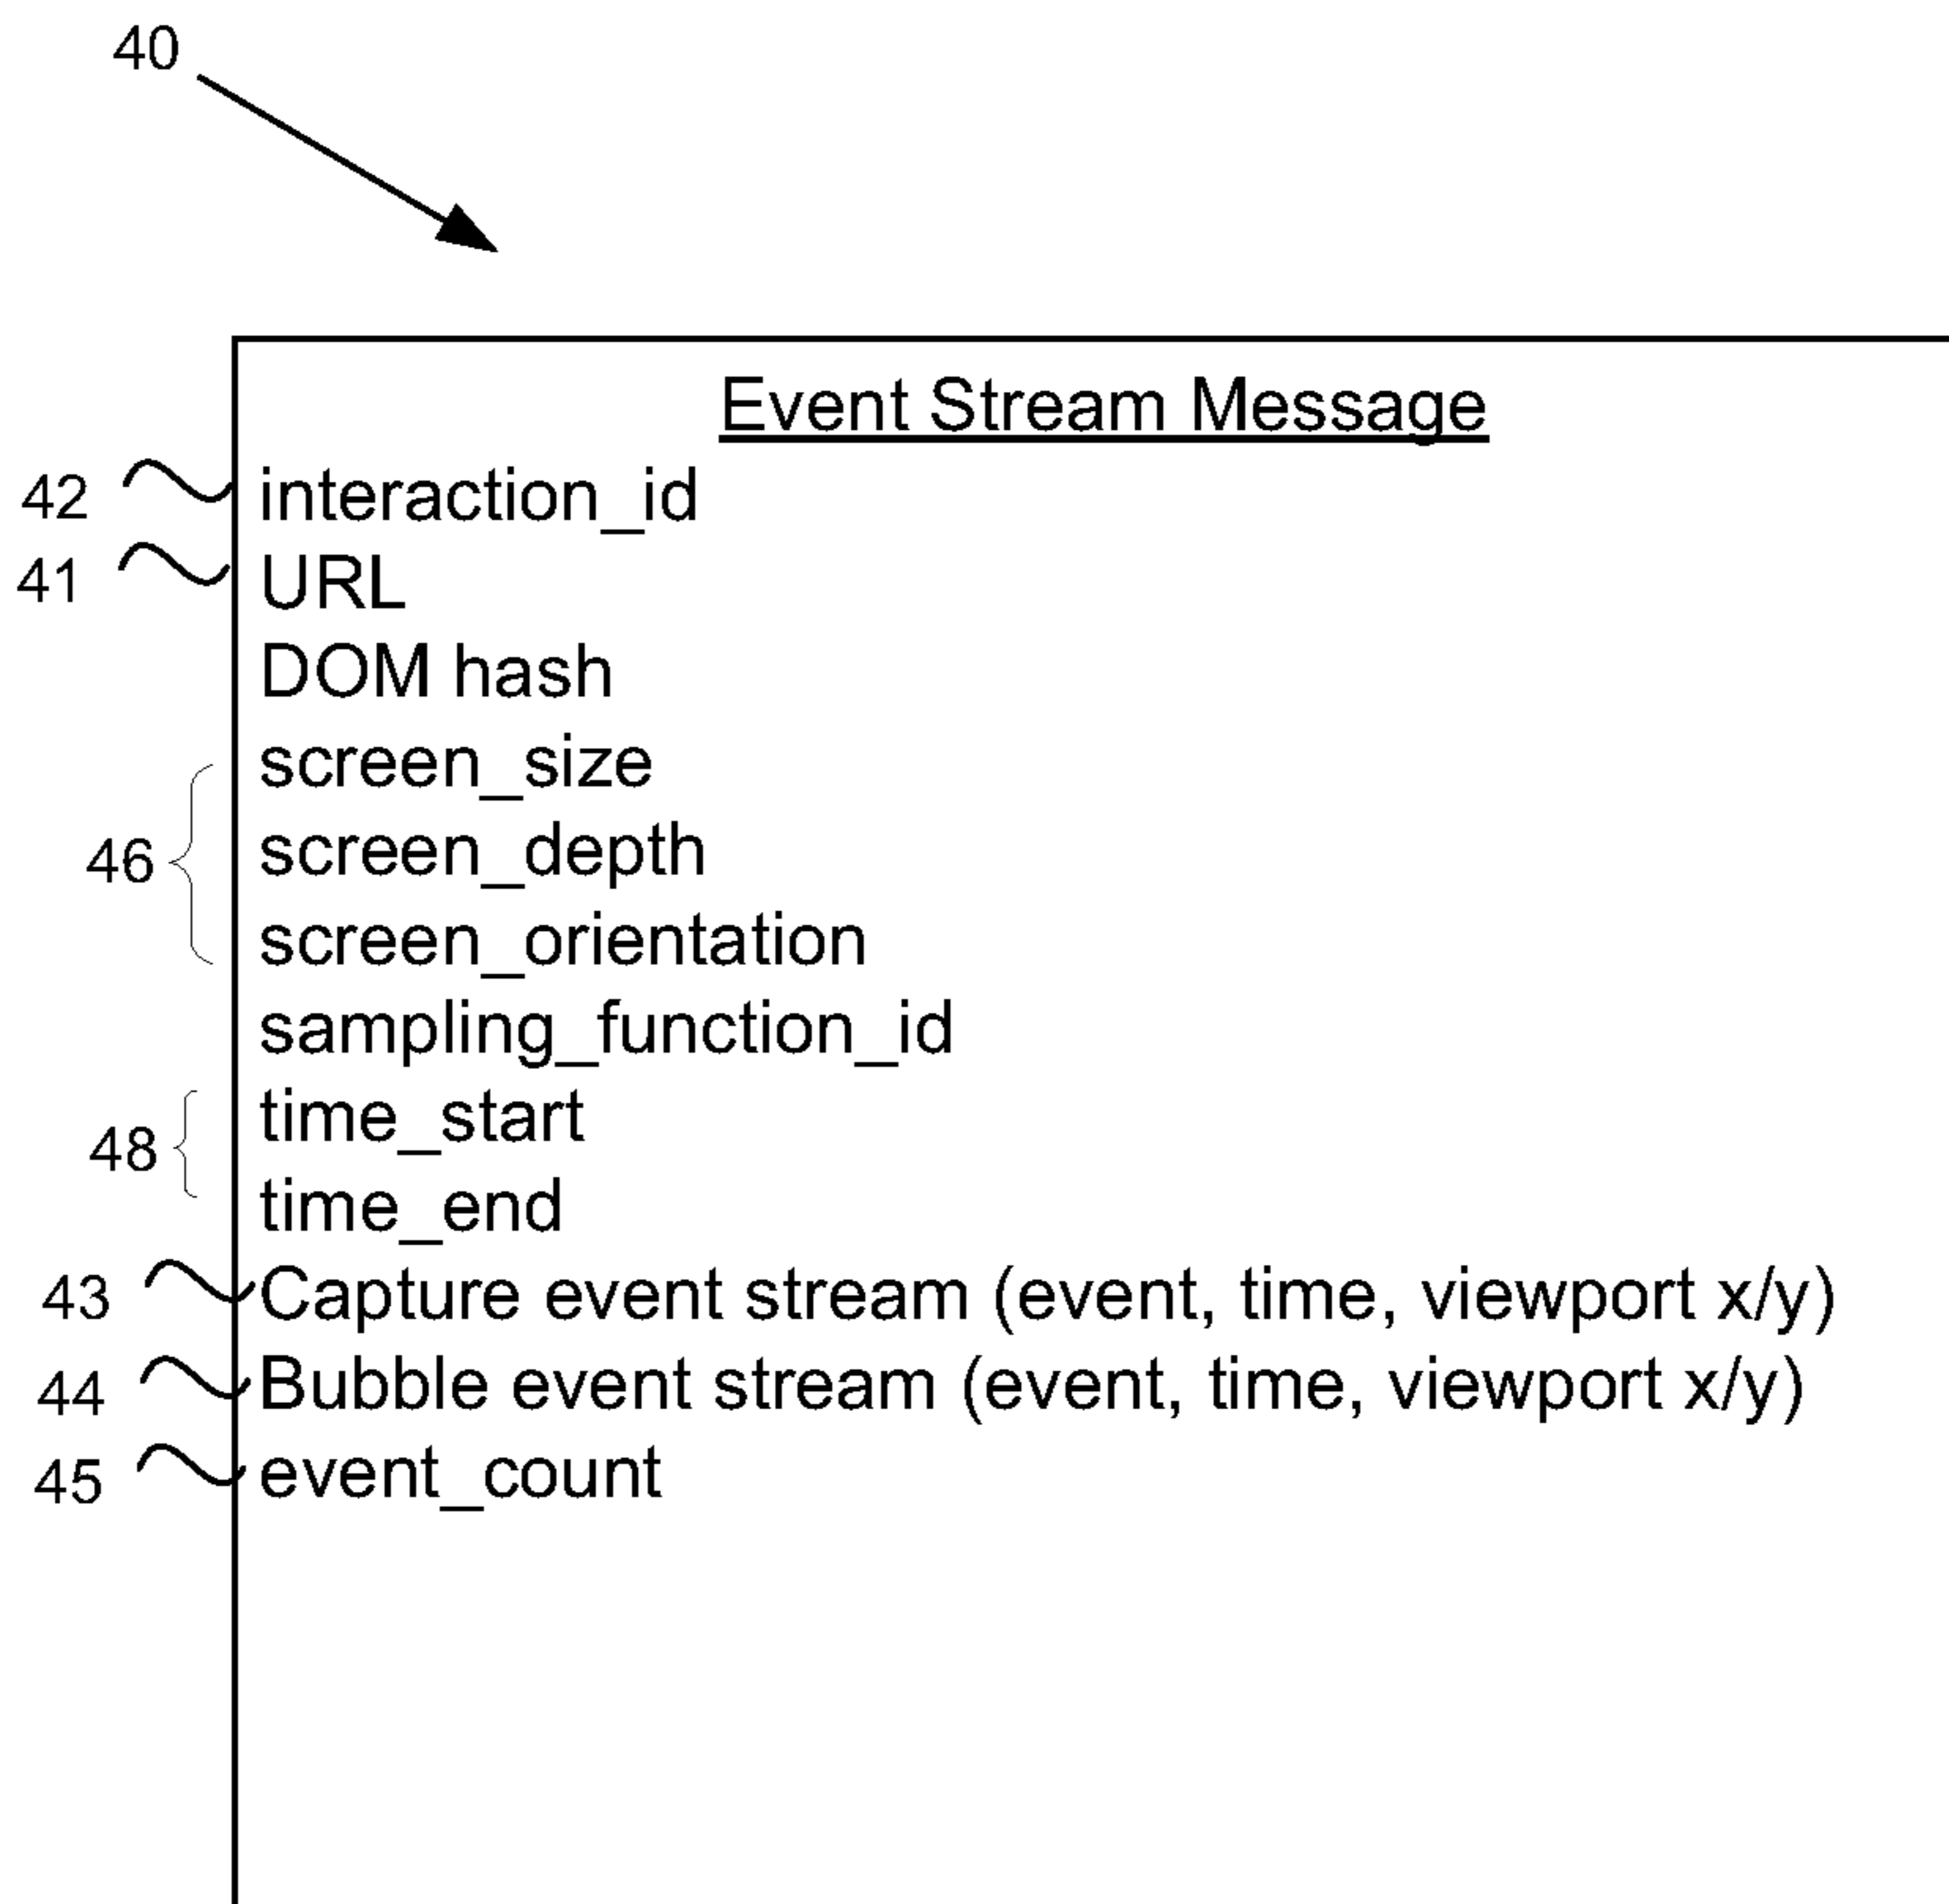 40
Event Stream Message
42 interaction_id
41 URL
DOM hash
screen_size
46 screen_depth
screen_orientation
sampling_function_id
48 time_start
time_end
43 Capture event stream (event, time, viewport x/y)
44 Bubble event stream (event, time, viewport x/y)
45 event_count